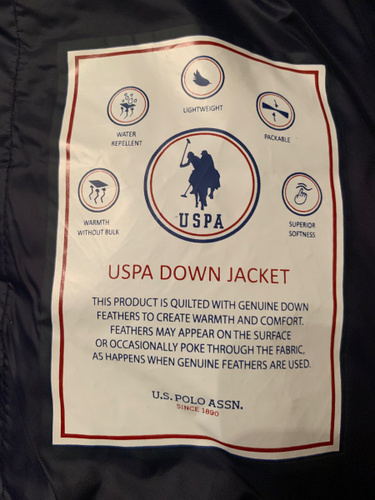 LIGHTWEIGHT
WATER
REPELLENT
PACKABLE
USPA
WARMTH
WITHOUT BULK
SUPERIOR
SOFTNESS
USPA DOWN JACKET
THIS PRODUCT IS QUILTED WITH GENUINE DOWN
FEATHERS TO CREATE WARMTH AND COMFORT.
FEATHERS MAY APPEAR ON THE SURFACE
OR OCCASIONALLY POKE THROUGH THE FABRIC,
AS HAPPENS WHEN GENUINE FEATHERS ARE USED.
U.S. POLO ASSN.
SINCE 1890